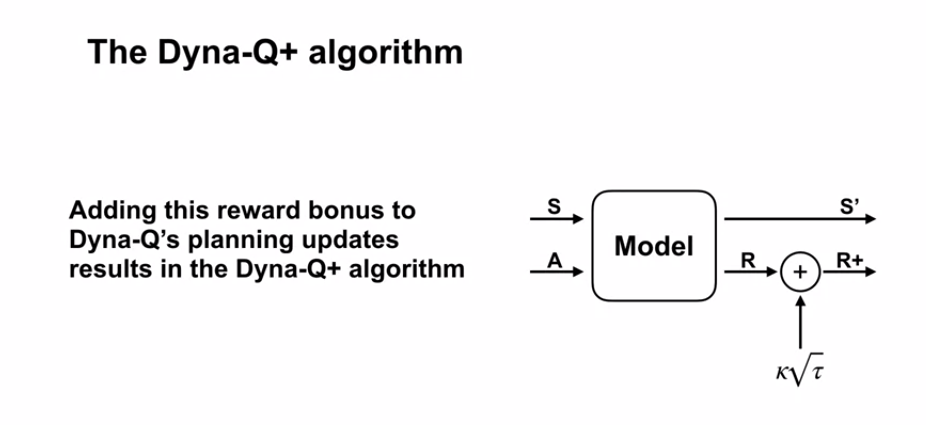 The Dyna-Q+ algorithm
Adding this reward bonus to
Dyna-Q's planning updates
results in the Dyna-Q+ algorithm
S
A
Model
S'
R
+
R+
κ√τ